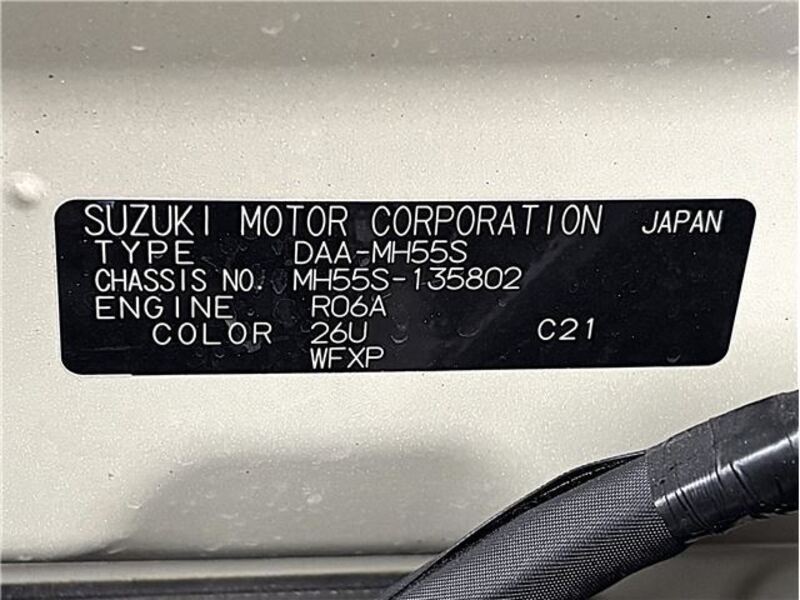 SUZUKI MOTOR CORPORATION JAPAN
TYPE DAA-MH55S
CHASSIS NO. MH55S-135802
ENGINE R06A
COLOR 26U C21
WFXP